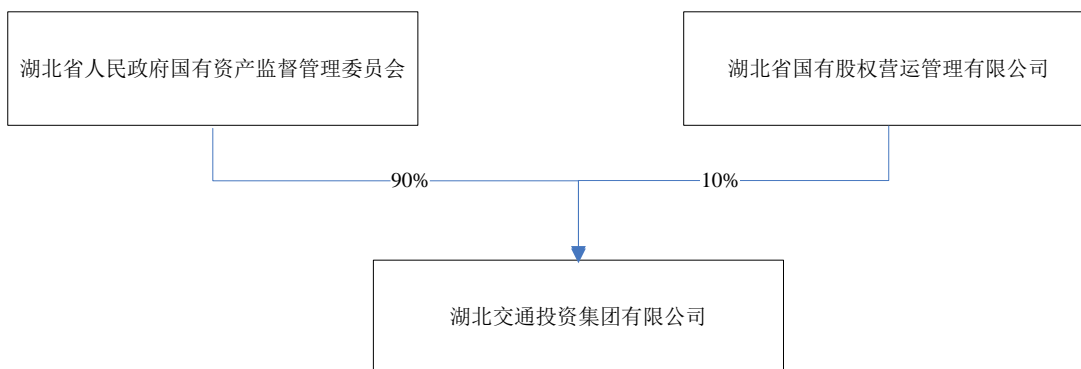 湖北省人民政府国有资产监督管理委员会
湖北省国有股权营运管理有限公司
90%
10%
湖北交通投资集团有限公司